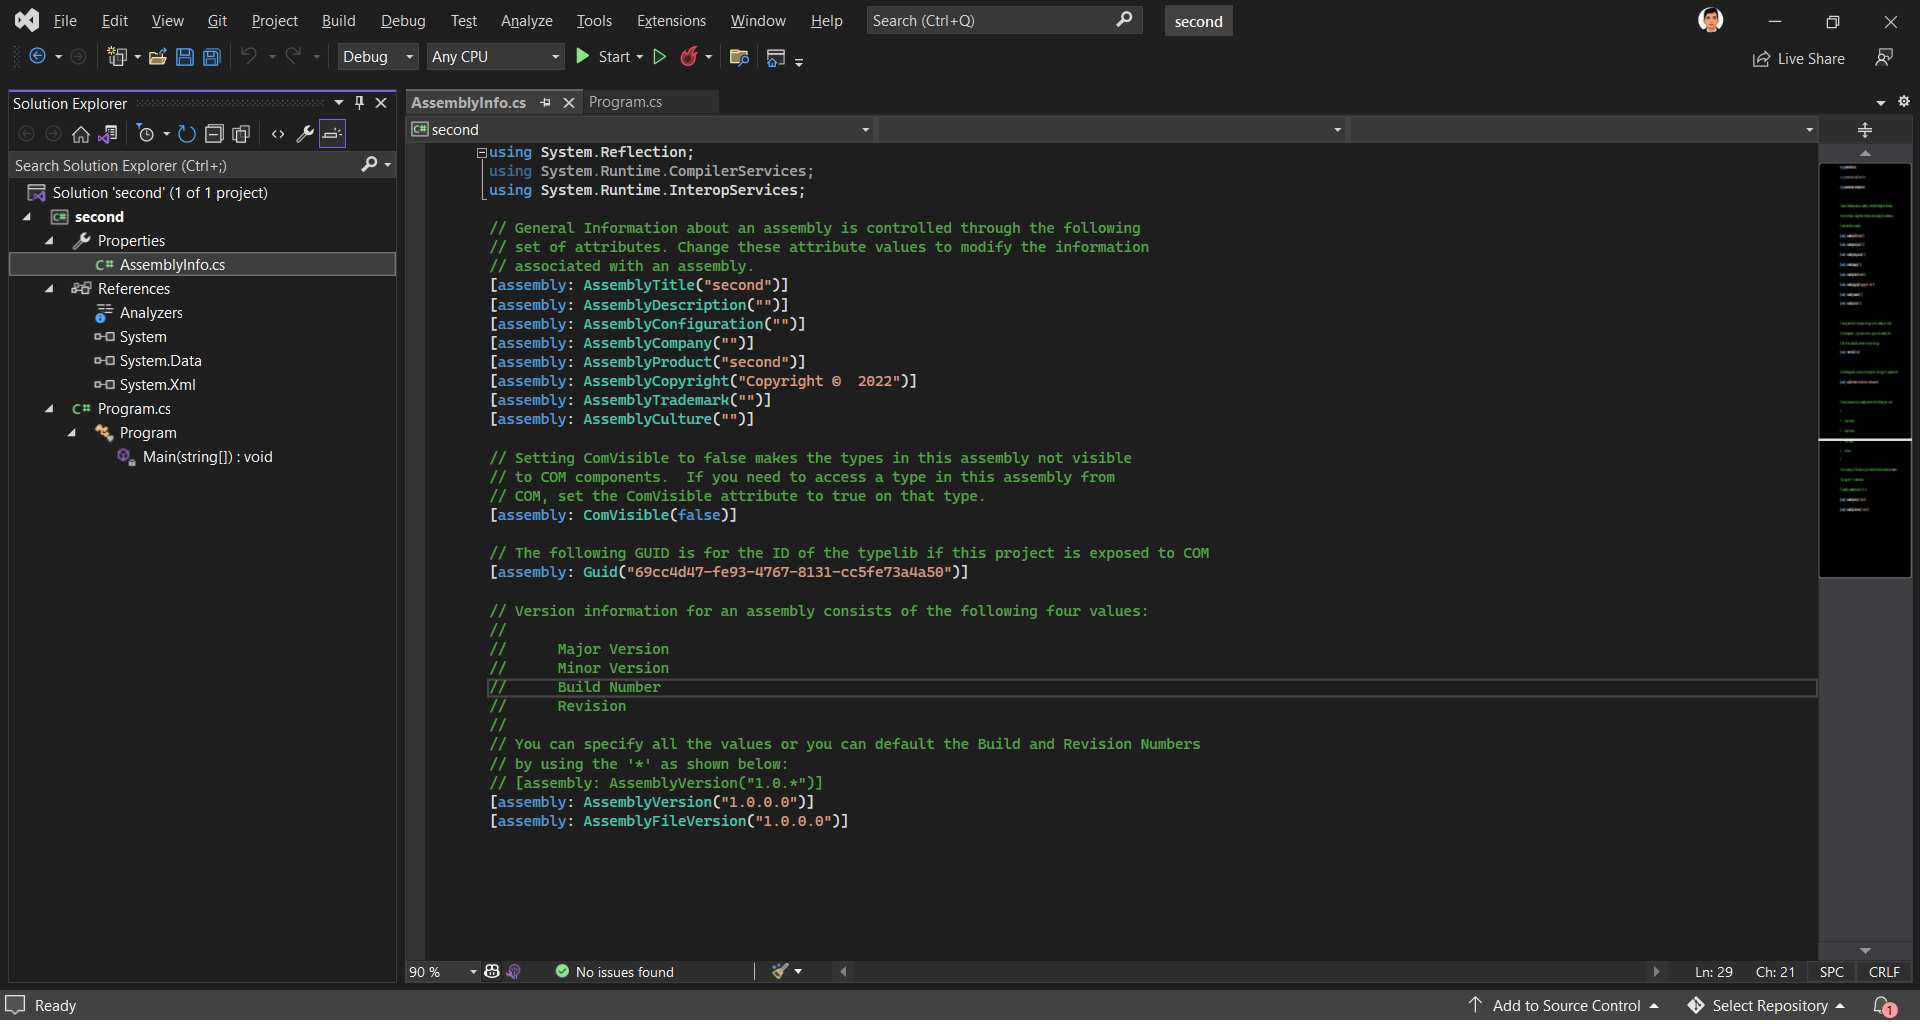 File Edit View Git Project Build Debug Test Analyze Tools Extensions Window Help Search (Ctrl+Q) second
Debug Any CPU Start Live Share
Solution Explorer
Search Solution Explorer (Ctrl+;)
Solution 'second' (1 of 1 project)
C# second
Properties
C# AssemblyInfo.cs
References
Analyzers
System
System.Data
System.Xml
C# Program.cs
Program
Main(string[]) : void
AssemblyInfo.cs Program.cs
C# second
using System.Reflection;
using System.Runtime.CompilerServices;
using System.Runtime.InteropServices;
// General Information about an assembly is controlled through the following
// set of attributes. Change these attribute values to modify the information
// associated with an assembly.
[assembly: AssemblyTitle("second")]
[assembly: AssemblyDescription("")]
[assembly: AssemblyConfiguration("")]
[assembly: AssemblyCompany("")]
[assembly: AssemblyProduct("second")]
[assembly: AssemblyCopyright("Copyright ©  2022")]
[assembly: AssemblyTrademark("")]
[assembly: AssemblyCulture("")]
// Setting ComVisible to false makes the types in this assembly not visible
// to COM components.  If you need to access a type in this assembly from
// COM, set the ComVisible attribute to true on that type.
[assembly: ComVisible(false)]
// The following GUID is for the ID of the typelib if this project is exposed to COM
[assembly: Guid("69cc4d47-fe93-4767-8131-cc5fe73a4a50")]
// Version information for an assembly consists of the following four values:
//
//      Major Version
//      Minor Version
//      Build Number
//      Revision
//
// You can specify all the values or you can default the Build and Revision Numbers
// by using the '*' as shown below:
// [assembly: AssemblyVersion("1.0.*")]
[assembly: AssemblyVersion("1.0.0.0")]
[assembly: AssemblyFileVersion("1.0.0.0")]
90 % No issues found Ln: 29 Ch: 21 SPC CRLF
Ready Add to Source Control Select Repository 1